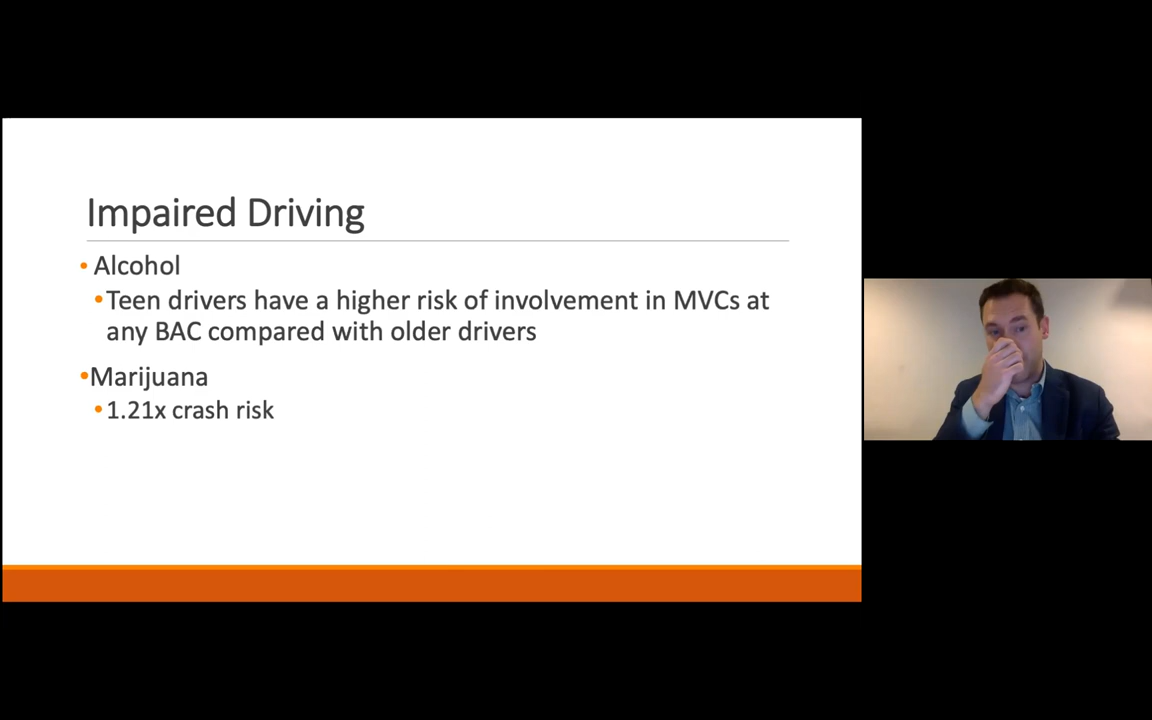 Impaired Driving
• Alcohol
•Teen drivers have a higher risk of involvement in MVCs at
any BAC compared with older drivers
•Marijuana
•1.21x crash risk